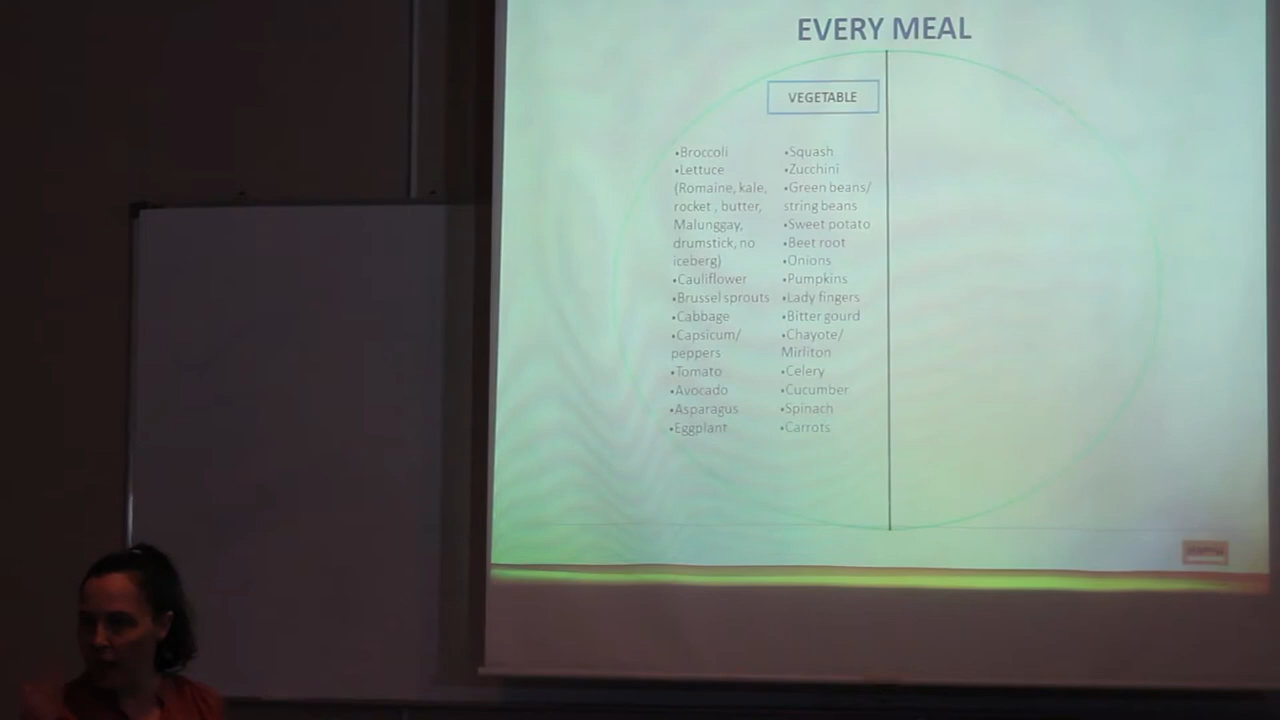 EVERY MEAL
VEGETABLE
•Broccoli
•Lettuce
(Romaine, kale,
rocket , butter,
Malunggay,
drumstick, no
iceberg)
•Cauliflower
•Brussel sprouts
•Cabbage
•Capsicum/
peppers
•Tomato
•Avocado
•Asparagus
•Eggplant
•Squash
•Zucchini
•Green beans/
string beans
•Sweet potato
•Beet root
•Onions
•Pumpkins
•Lady fingers
•Bitter gourd
•Chayote/
Mirliton
•Celery
•Cucumber
•Spinach
•Carrots